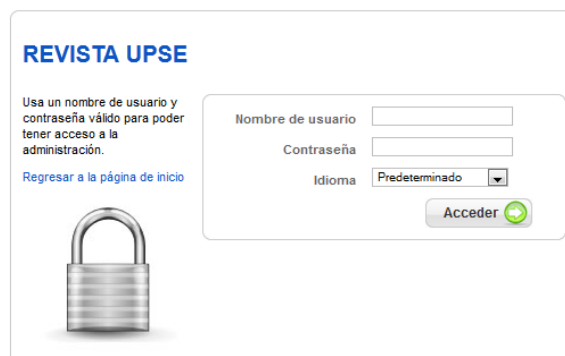 REVISTA UPSE
Usa un nombre de usuario y
contraseña válido para poder
tener acceso a la
administración.
Regresar a la página de inicio
Nombre de usuario
Contraseña
Idioma
Predeterminado
Acceder